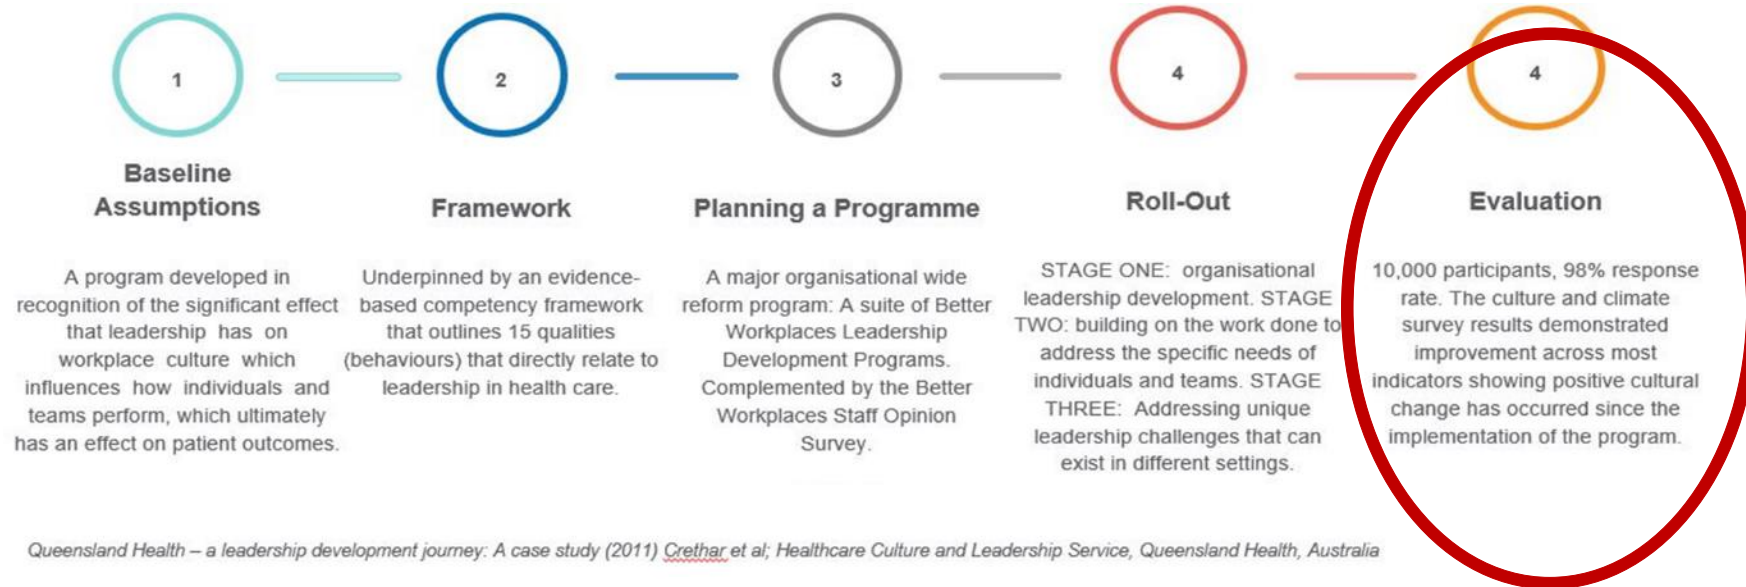 1
2
3
4
4
Baseline
Assumptions
Framework
Planning a Programme
Roll-Out
Evaluation
A program developed in
recognition of the significant effect
that leadership has on
workplace culture which
influences how individuals and
teams perform, which ultimately
has an effect on patient outcomes.
Underpinned by an evidence-
based competency framework
that outlines 15 qualities
(behaviours) that directly relate to
leadership in health care.
A major organisational wide
reform program: A suite of Better
Workplaces Leadership
Development Programs.
Complemented by the Better
Workplaces Staff Opinion
Survey.
STAGE ONE: organisational
leadership development. STAGE
TWO: building on the work done to
address the specific needs of
individuals and teams. STAGE
THREE: Addressing unique
leadership challenges that can
exist in different settings.
10,000 participants, 98% response
rate. The culture and climate
survey results demonstrated
improvement across most
indicators showing positive cultural
change has occurred since the
implementation of the program.
Queensland Health – a leadership development journey: A case study (2011) Crethar et al; Healthcare Culture and Leadership Service, Queensland Health, Australia